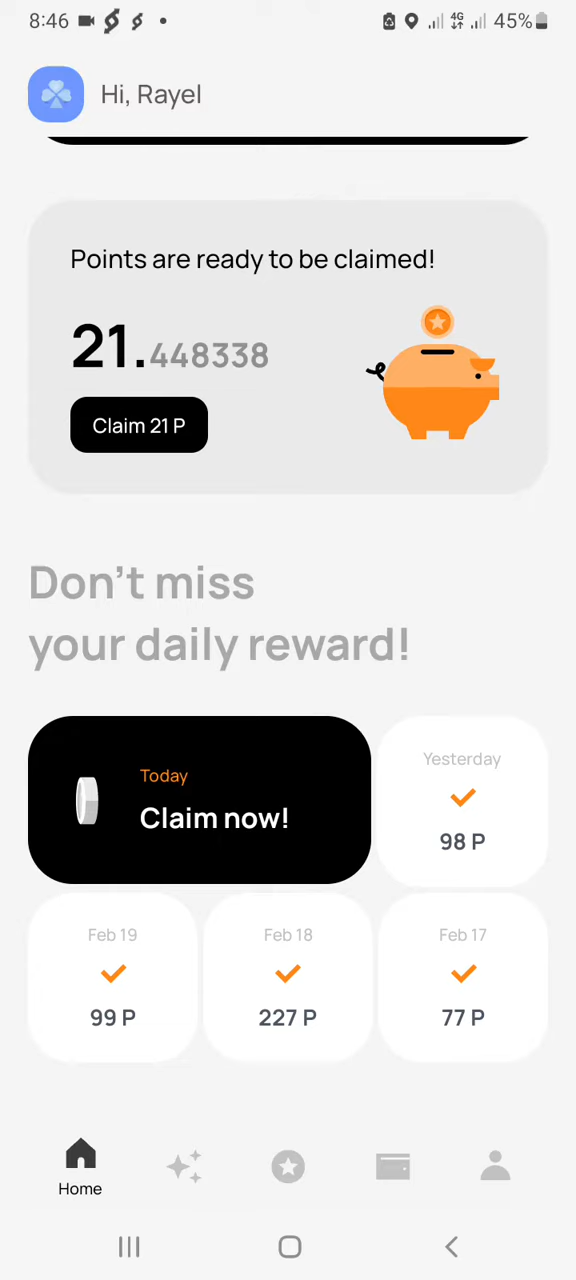 8:46
4G
45%
Hi, Rayel
Points are ready to be claimed!
21.448338
Claim 21 P
Don't miss
your daily reward!
Today
Claim now!
Yesterday
98 P
Feb 19
99 P
Feb 18
227 P
Feb 17
77 P
Home